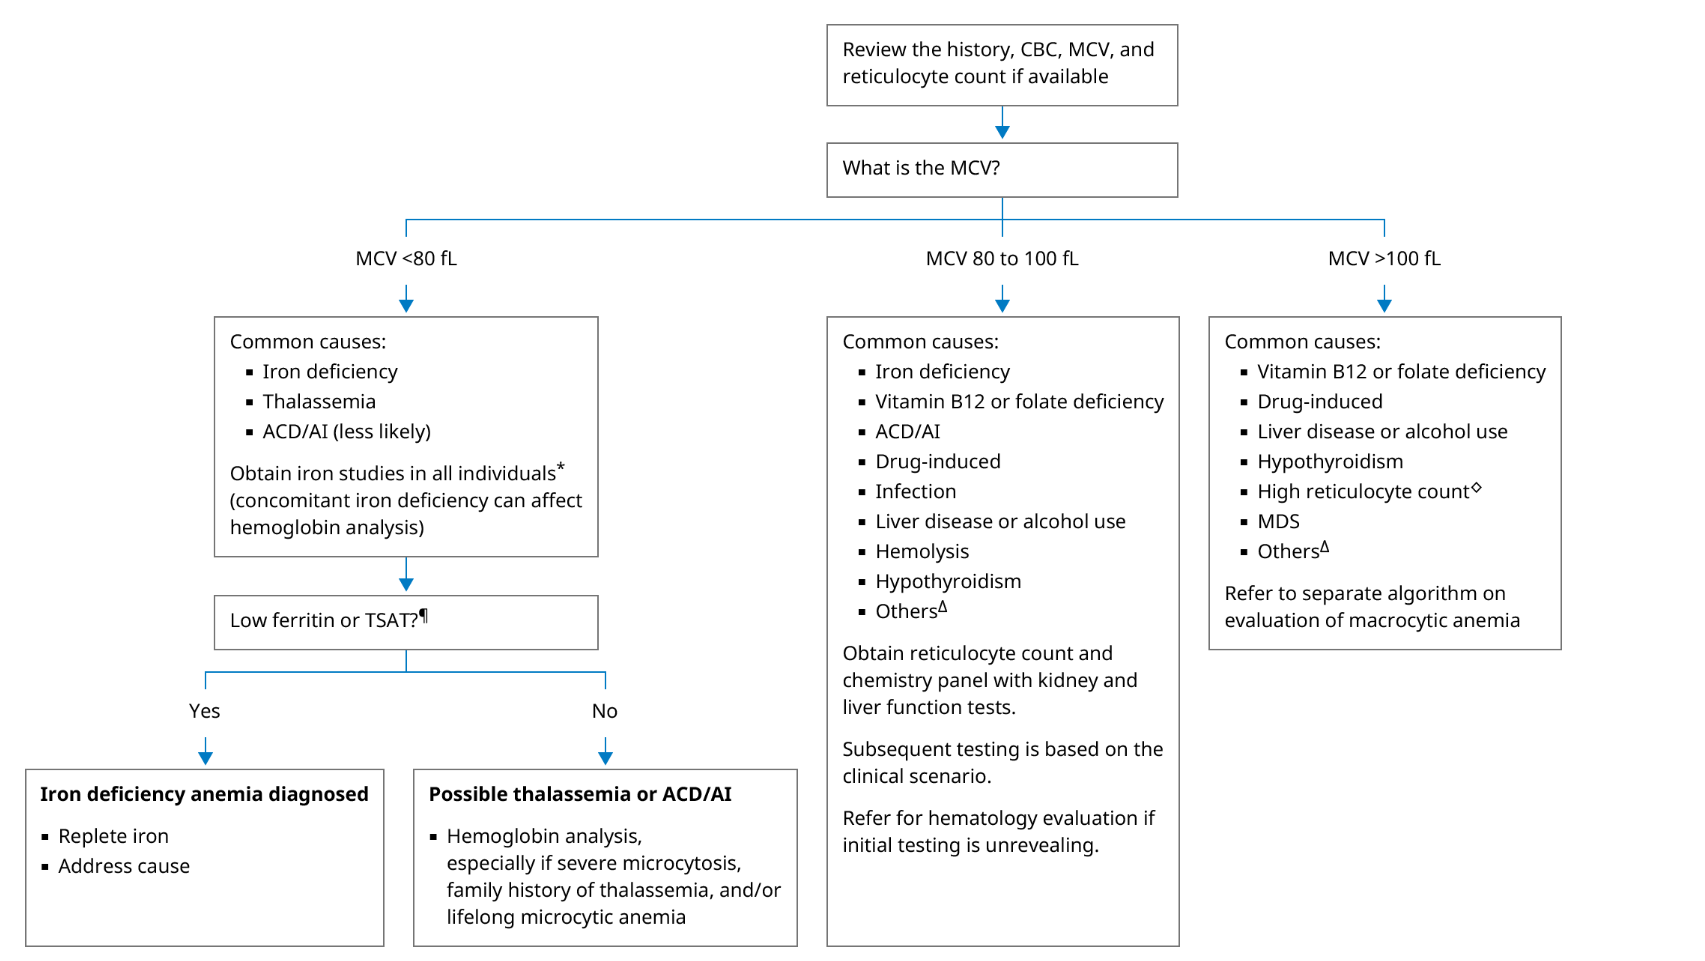 Review the history, CBC, MCV, and
reticulocyte count if available
What is the MCV?
MCV <80 fL
MCV 80 to 100 fL
MCV >100 fL
Common causes:
▪ Iron deficiency
▪ Thalassemia
▪ ACD/AI (less likely)
Obtain iron studies in all individuals*
(concomitant iron deficiency can affect
hemoglobin analysis)
Low ferritin or TSAT?¶
Yes
No
Iron deficiency anemia diagnosed
▪ Replete iron
▪ Address cause
Possible thalassemia or ACD/AI
▪ Hemoglobin analysis,
especially if severe microcytosis,
family history of thalassemia, and/or
lifelong microcytic anemia
Common causes:
▪ Iron deficiency
▪ Vitamin B12 or folate deficiency
▪ ACD/AI
▪ Drug-induced
▪ Infection
▪ Liver disease or alcohol use
▪ Hemolysis
▪ Hypothyroidism
▪ OthersΔ
Obtain reticulocyte count and
chemistry panel with kidney and
liver function tests.
Subsequent testing is based on the
clinical scenario.
Refer for hematology evaluation if
initial testing is unrevealing.
Common causes:
▪ Vitamin B12 or folate deficiency
▪ Drug-induced
▪ Liver disease or alcohol use
▪ Hypothyroidism
▪ High reticulocyte count◇
▪ MDS
▪ OthersΔ
Refer to separate algorithm on
evaluation of macrocytic anemia